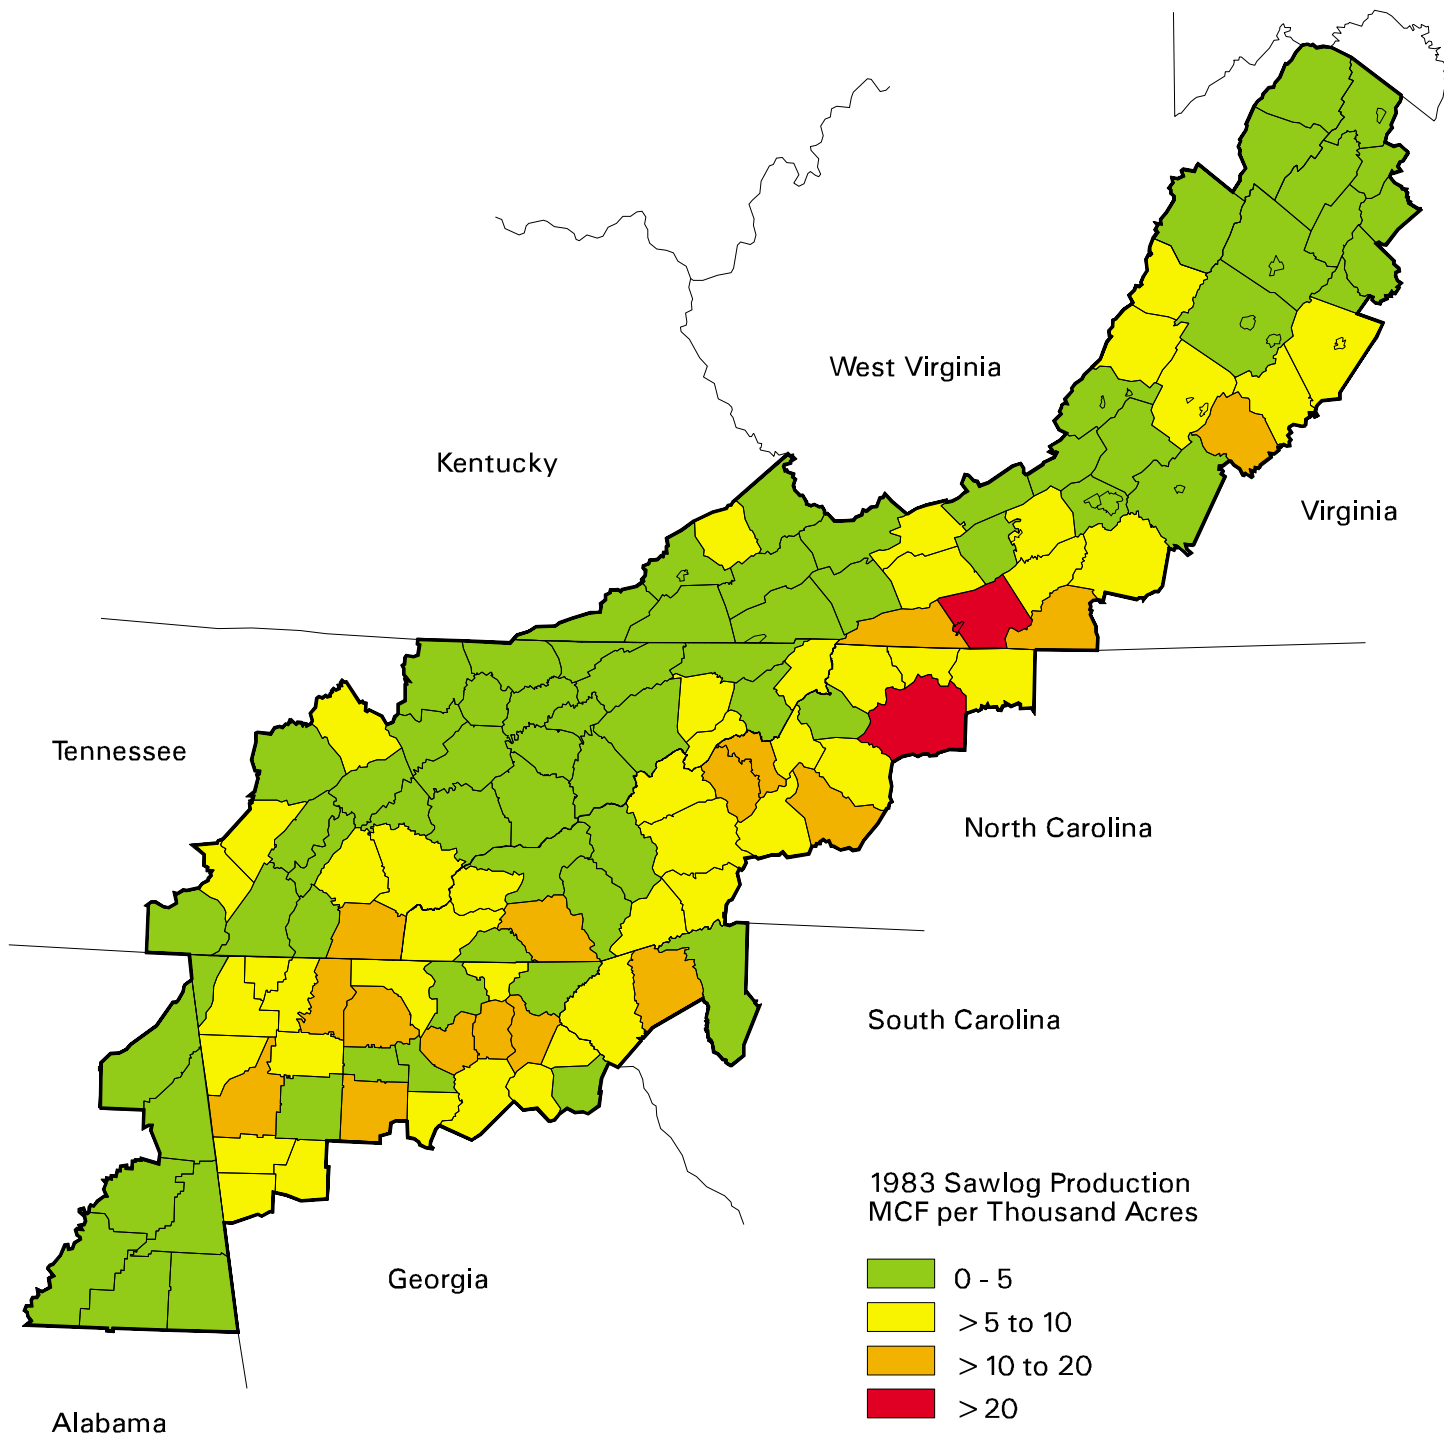 West Virginia
Kentucky
Virginia
Tennessee
North Carolina
South Carolina
1983 Sawlog Production
MCF per Thousand Acres
Georgia
0 - 5
> 5 to 10
> 10 to 20
> 20
Alabama